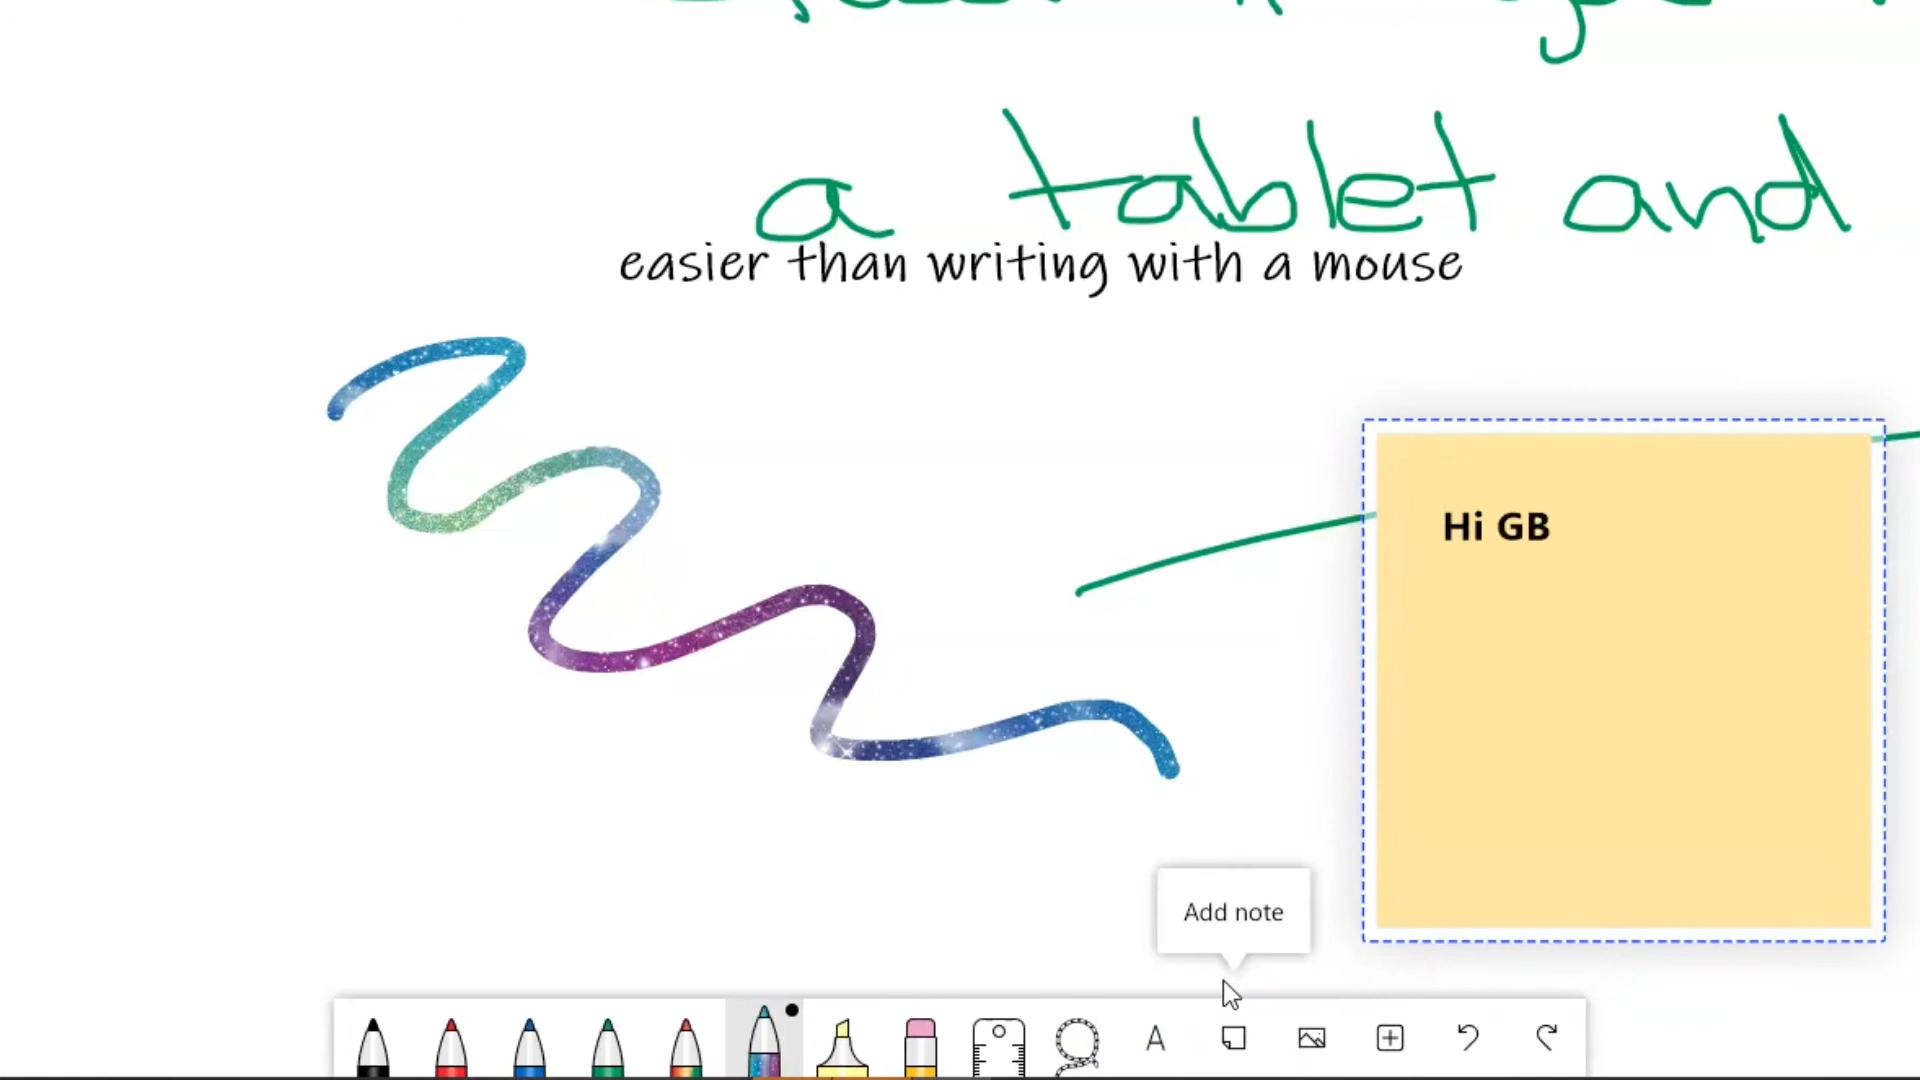 a tablet and
easier than writing with a mouse
Hi GB
Add note
A